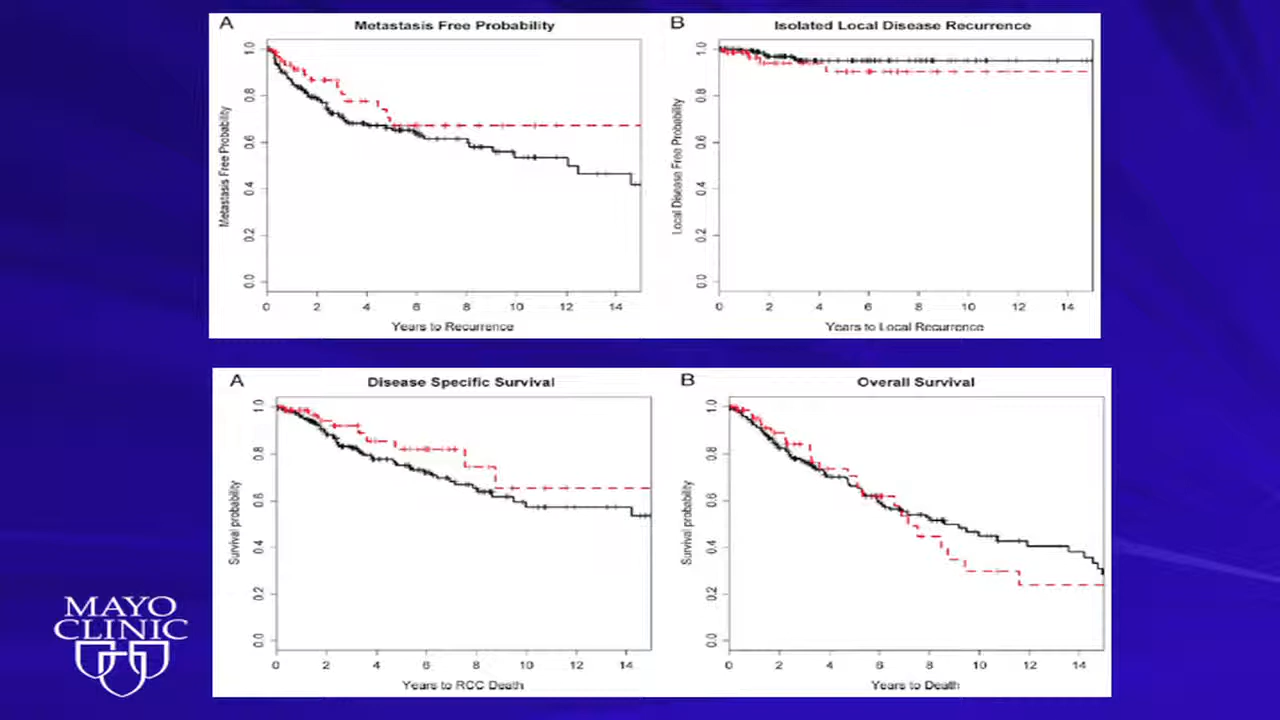 A
Metastasis Free Probability
Metastasis Free Probability
1.0
0.8
0.6
0.4
0.2
0.0
0 2 4 6 8 10 12 14
Years to Recurrence
B
Isolated Local Disease Recurrence
Local Disease Free Probability
1.0
0.8
0.6
0.4
0.2
0.0
0 2 4 6 8 10 12 14
Years to Local Recurrence
A
Disease Specific Survival
Survival probability
1.0
0.8
0.6
0.4
0.2
0.0
0 2 4 6 8 10 12 14
Years to RCC Death
B
Overall Survival
Survival probability
1.0
0.8
0.6
0.4
0.2
0.0
0 2 4 6 8 10 12 14
Years to Death
MAYO
CLINIC